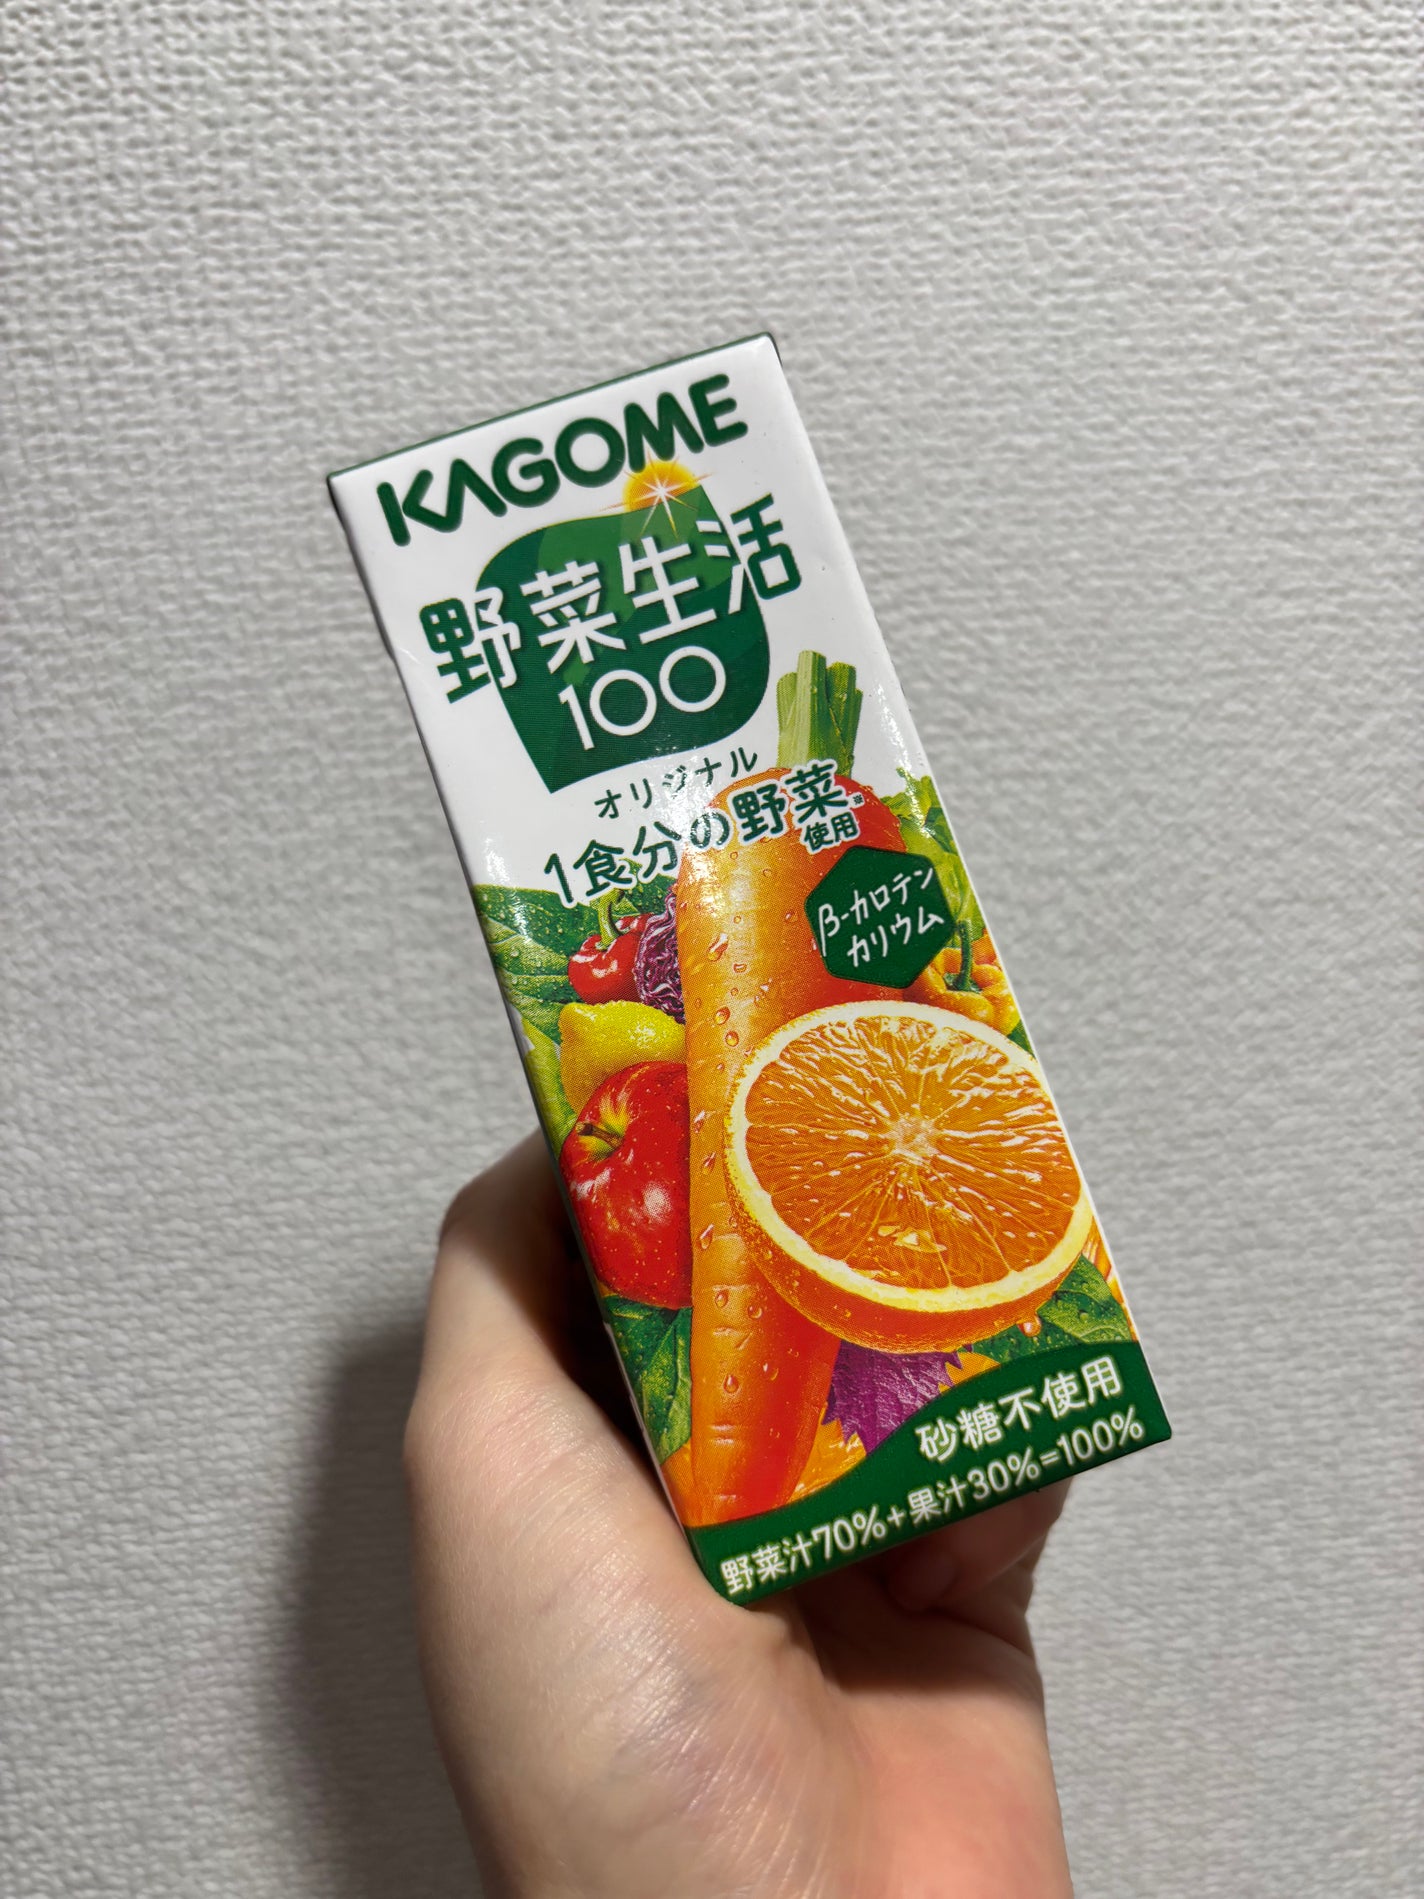 KAGOME
野菜生活
100
オリジナル
1食分の野菜※
使用
β-カロテン
カリウム
砂糖不使用
野菜汁70%+果汁30%=100%